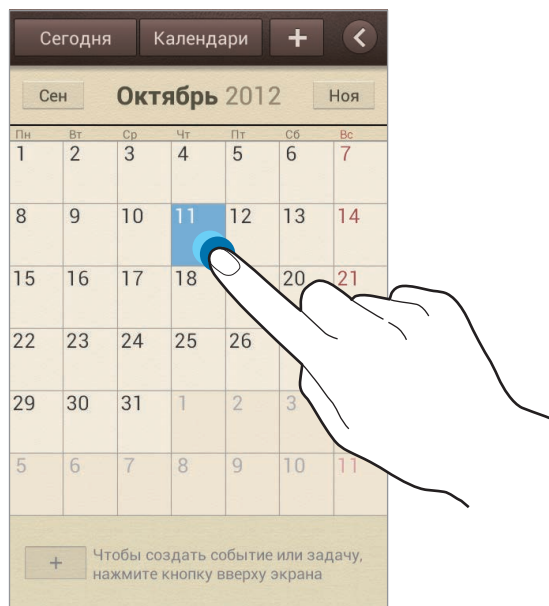 Сегодня Календари +
Сен Октябрь 2012 Ноя
Пн Вт Ср Чт Пт Сб Вс
1 2 3 4 5 6 7
8 9 10 11 12 13 14
15 16 17 18 20 21
22 23 24 25 26
29 30 31 1 2 3
5 6 7 8 9 10 11
+ Чтобы создать событие или задачу,
нажмите кнопку вверху экрана